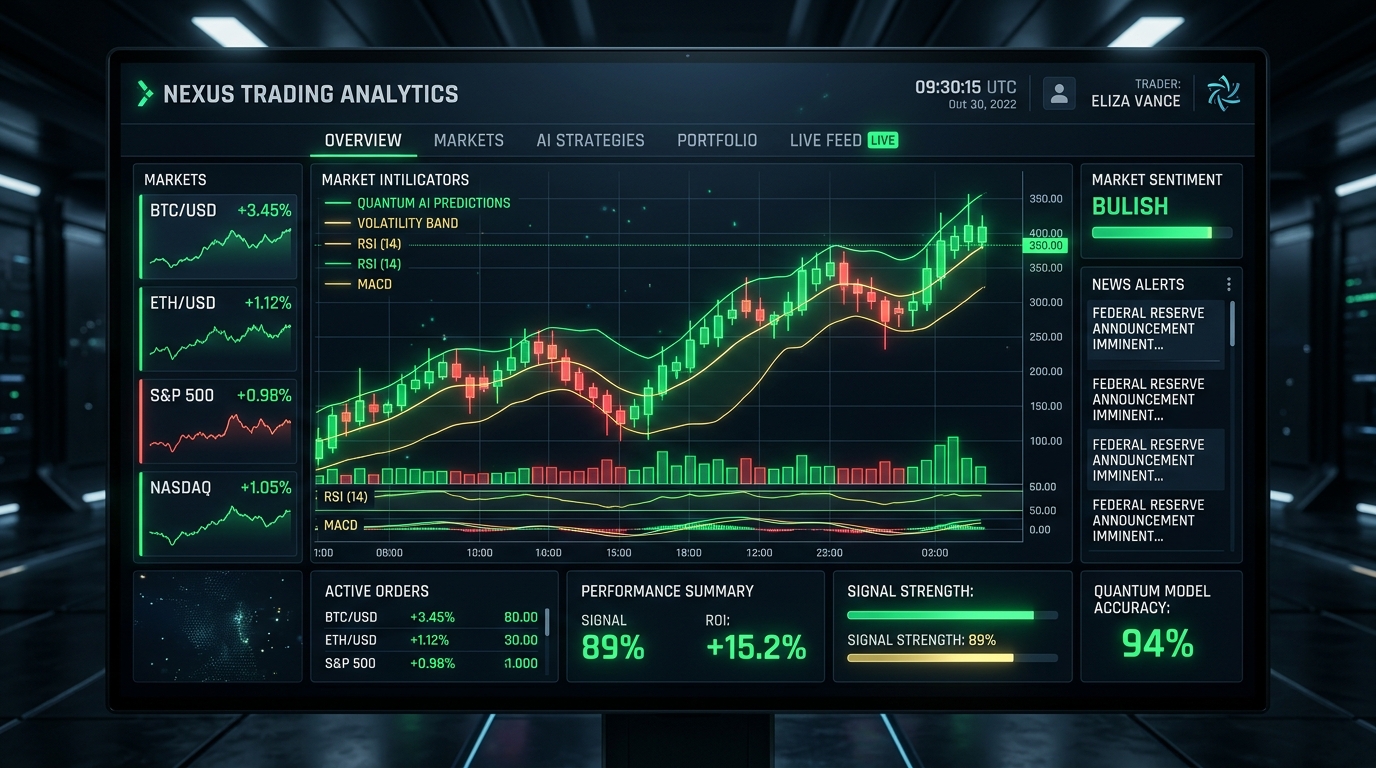 NEXUS TRADING ANALYTICS
09:30:15 UTC
Out 30, 2022
TRADER:
ELIZA VANCE
OVERVIEW
MARKETS
AI STRATEGIES
PORTFOLIO
LIVE FEED LIVE
MARKETS
BTC/USD +3.45%
ETH/USD +1.12%
S&P 500 +0.98%
NASDAQ +1.05%
MARKET INTILICATORS
QUANTUM AI PREDICTIONS
VOLATILITY BAND
RSI (14)
RSI (14)
MACD
350.00
400.00
350.00
350.00
300.00
250.00
200.00
150.00
100.00
50.00
50.00
0.00
RSI (14)
MACD
1:00 08:00 10:00 14:00 15:00 18:00 12:00 23:00 03:00
MARKET SENTIMENT
BULISH
NEWS ALERTS
FEDERAL RESERVE
ANNOUNCEMENT
IMMINENT...
FEDERAL RESERVE
ANNOUNCEMENT
IMMINENT...
FEDERAL RESERVE
ANNOUNCEMENT
IMMINENT...
FEDERAL RESERVE
ANNOUNCEMENT
IMMINENT...
ACTIVE ORDERS
BTC/USD +3.45% 80.00
ETH/USD +1.12% 30.00
S&P 500 +0.98% :1.000
PERFORMANCE SUMMARY
SIGNAL
89%
ROI:
+15.2%
SIGNAL STRENGTH:
SIGNAL STRENGTH: 89%
QUANTUM MODEL
ACCURACY:
94%